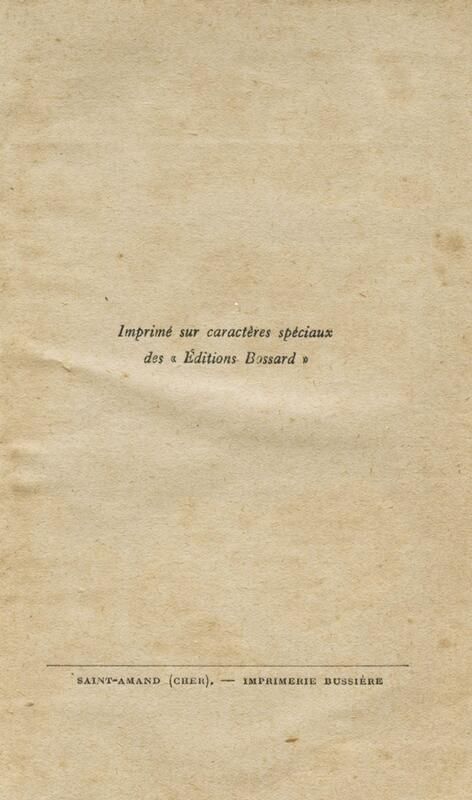 Imprimé sur caractères spéciaux
des « Éditions Bossard »
SAINT-AMAND (CHER). — IMPRIMERIE BUSSIÈRE